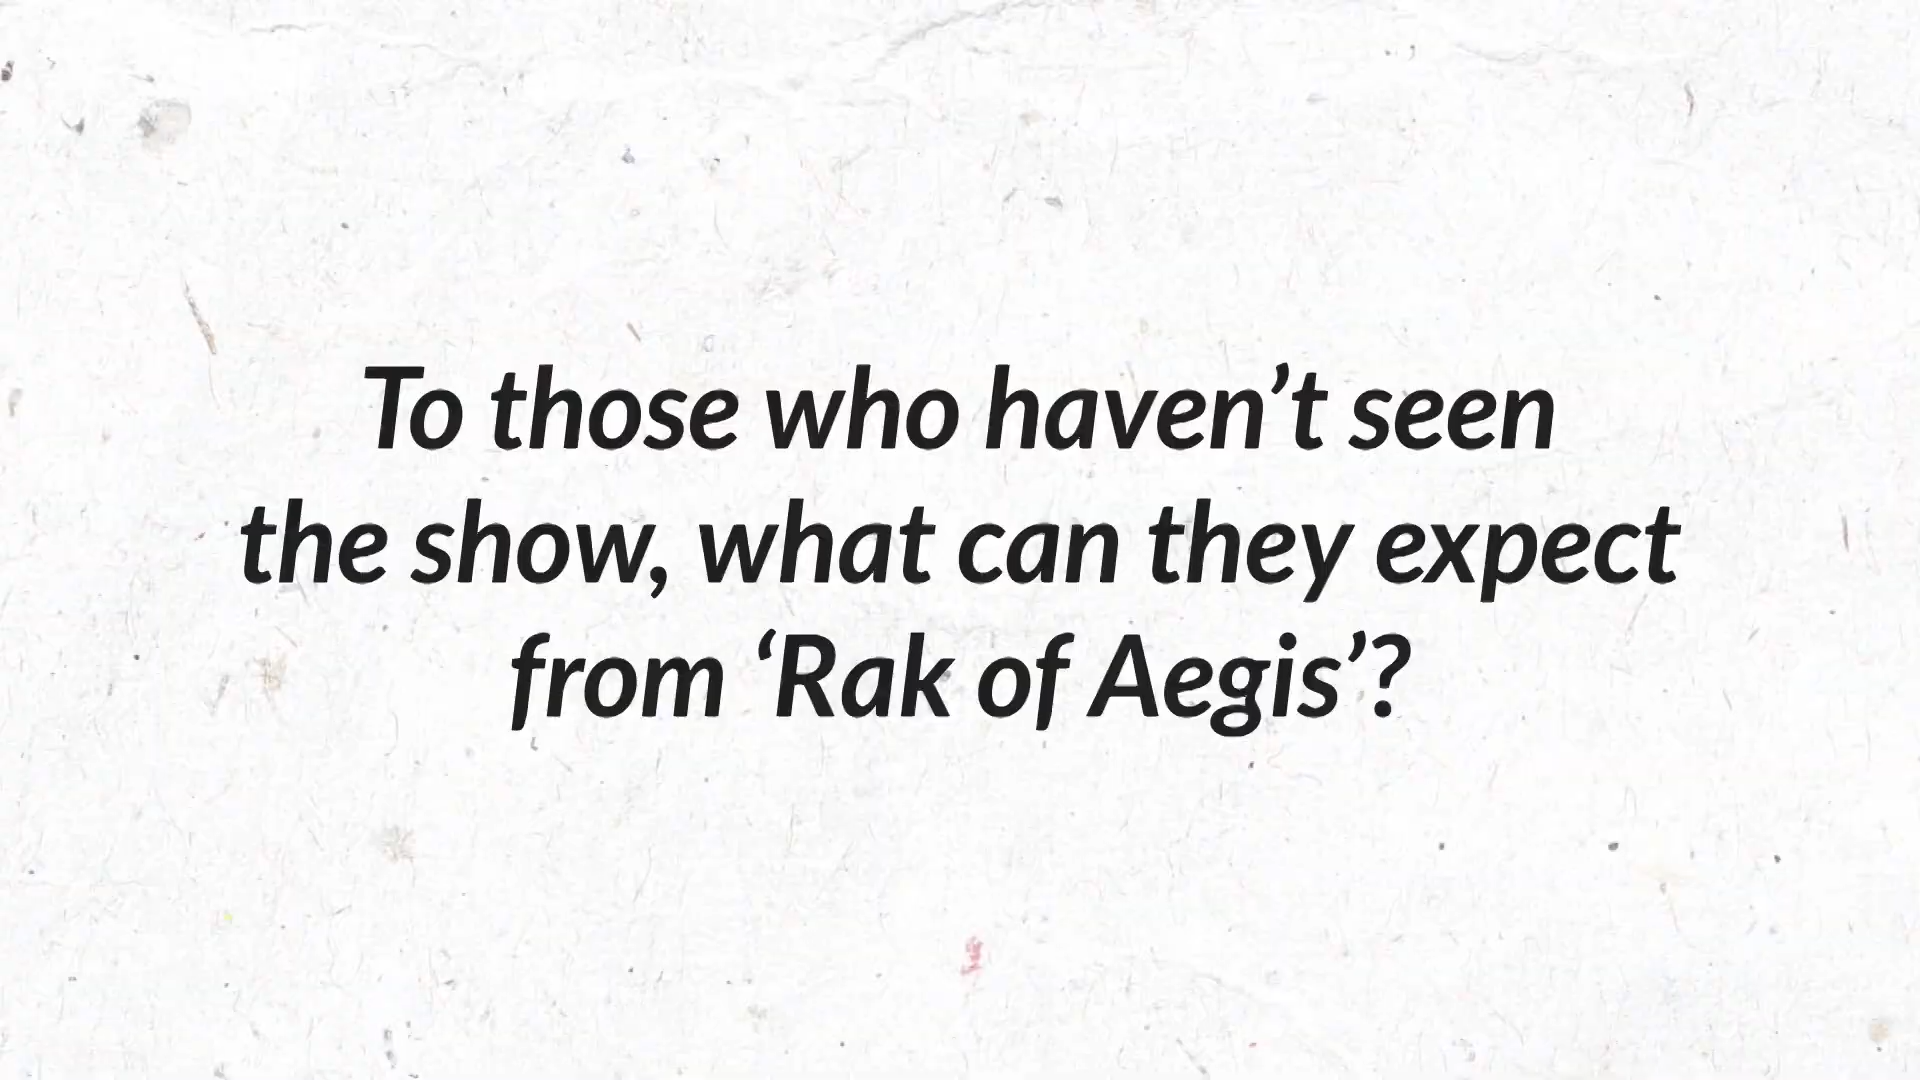 To those who haven’t seen
the show, what can they expect
from ‘Rak of Aegis’?